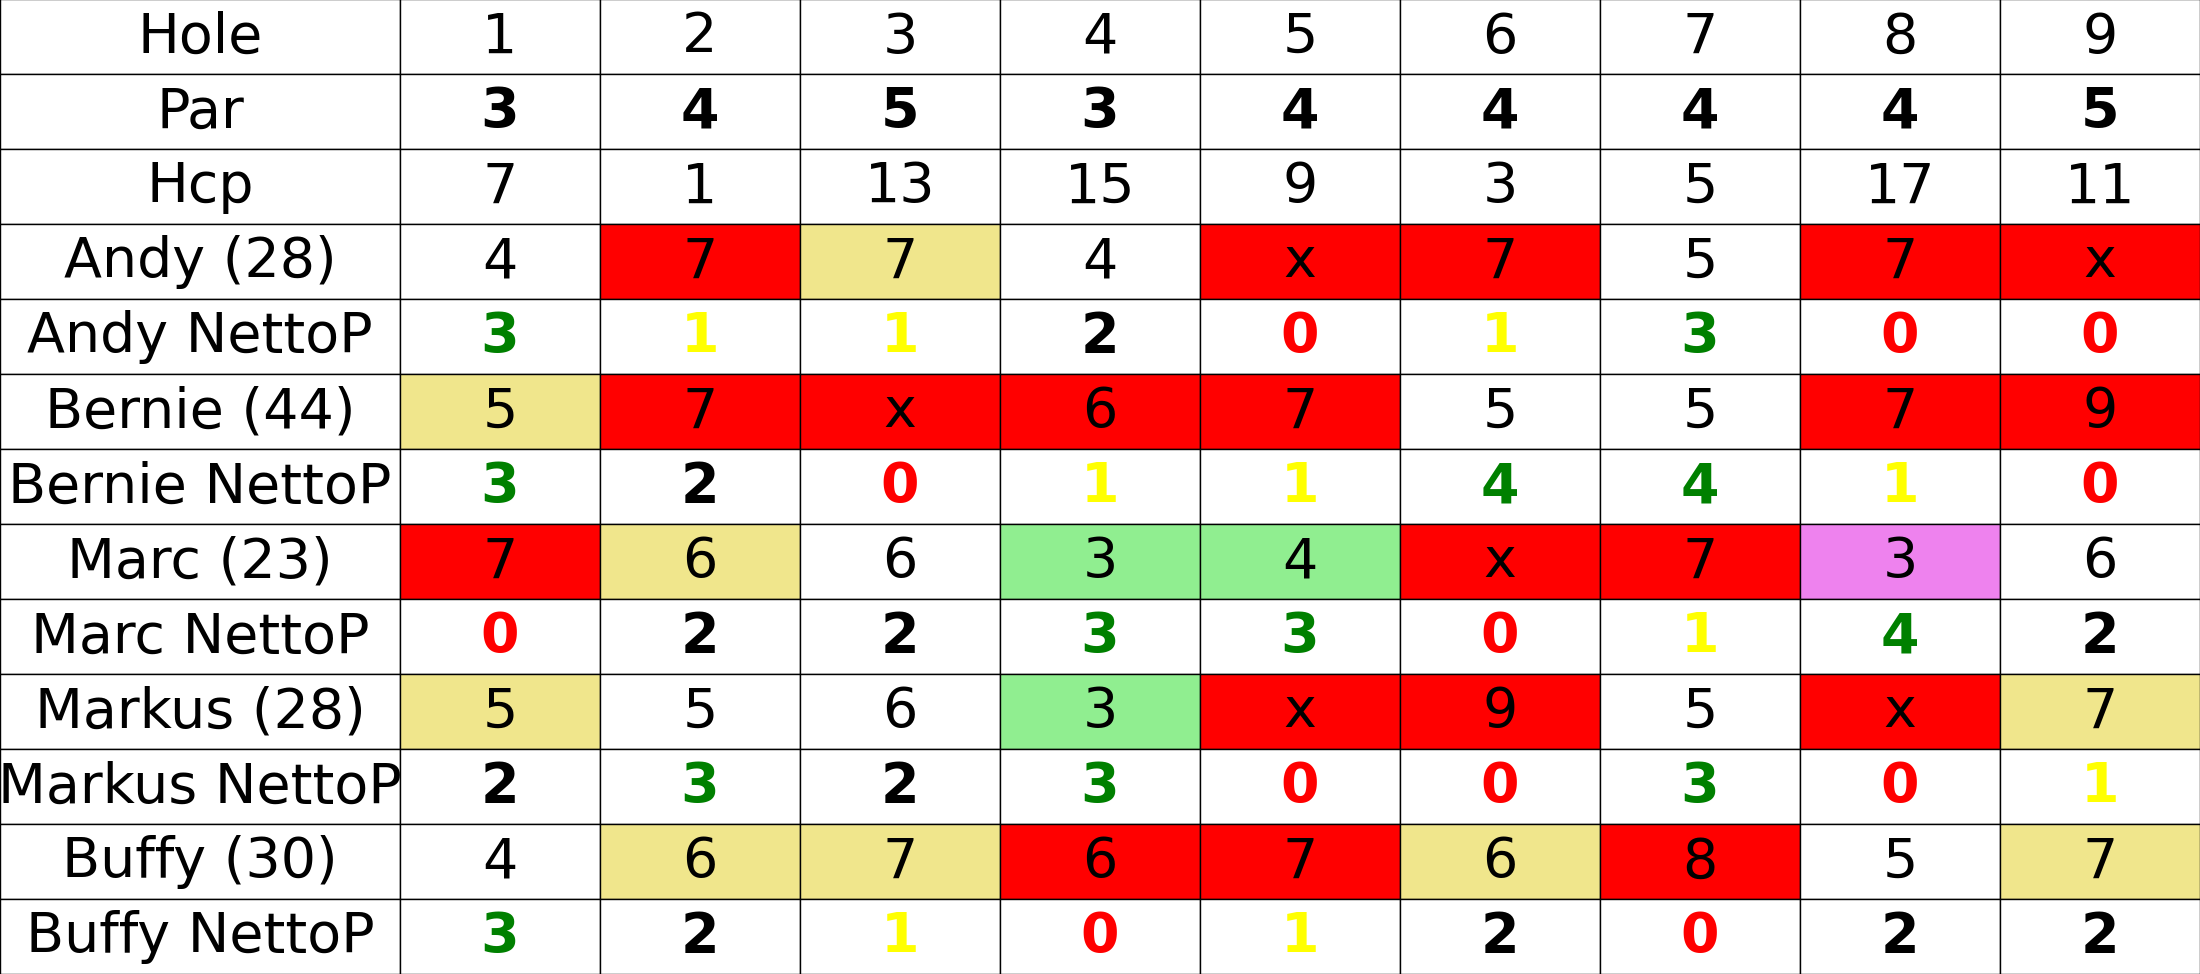 Hole 1 2 3 4 5 6 7 8 9
Par 3 4 5 3 4 4 4 4 5
Hcp 7 1 13 15 9 3 5 17 11
Andy (28) 4 7 7 4 x 7 5 7 x
Andy NettoP 3 1 1 2 0 1 3 0 0
Bernie (44) 5 7 x 6 7 5 5 7 9
Bernie NettoP 3 2 0 1 1 4 4 1 0
Marc (23) 7 6 6 3 4 x 7 3 6
Marc NettoP 0 2 2 3 3 0 1 4 2
Markus (28) 5 5 6 3 x 9 5 x 7
Markus NettoP 2 3 2 3 0 0 3 0 1
Buffy (30) 4 6 7 6 7 6 8 5 7
Buffy NettoP 3 2 1 0 1 2 0 2 2